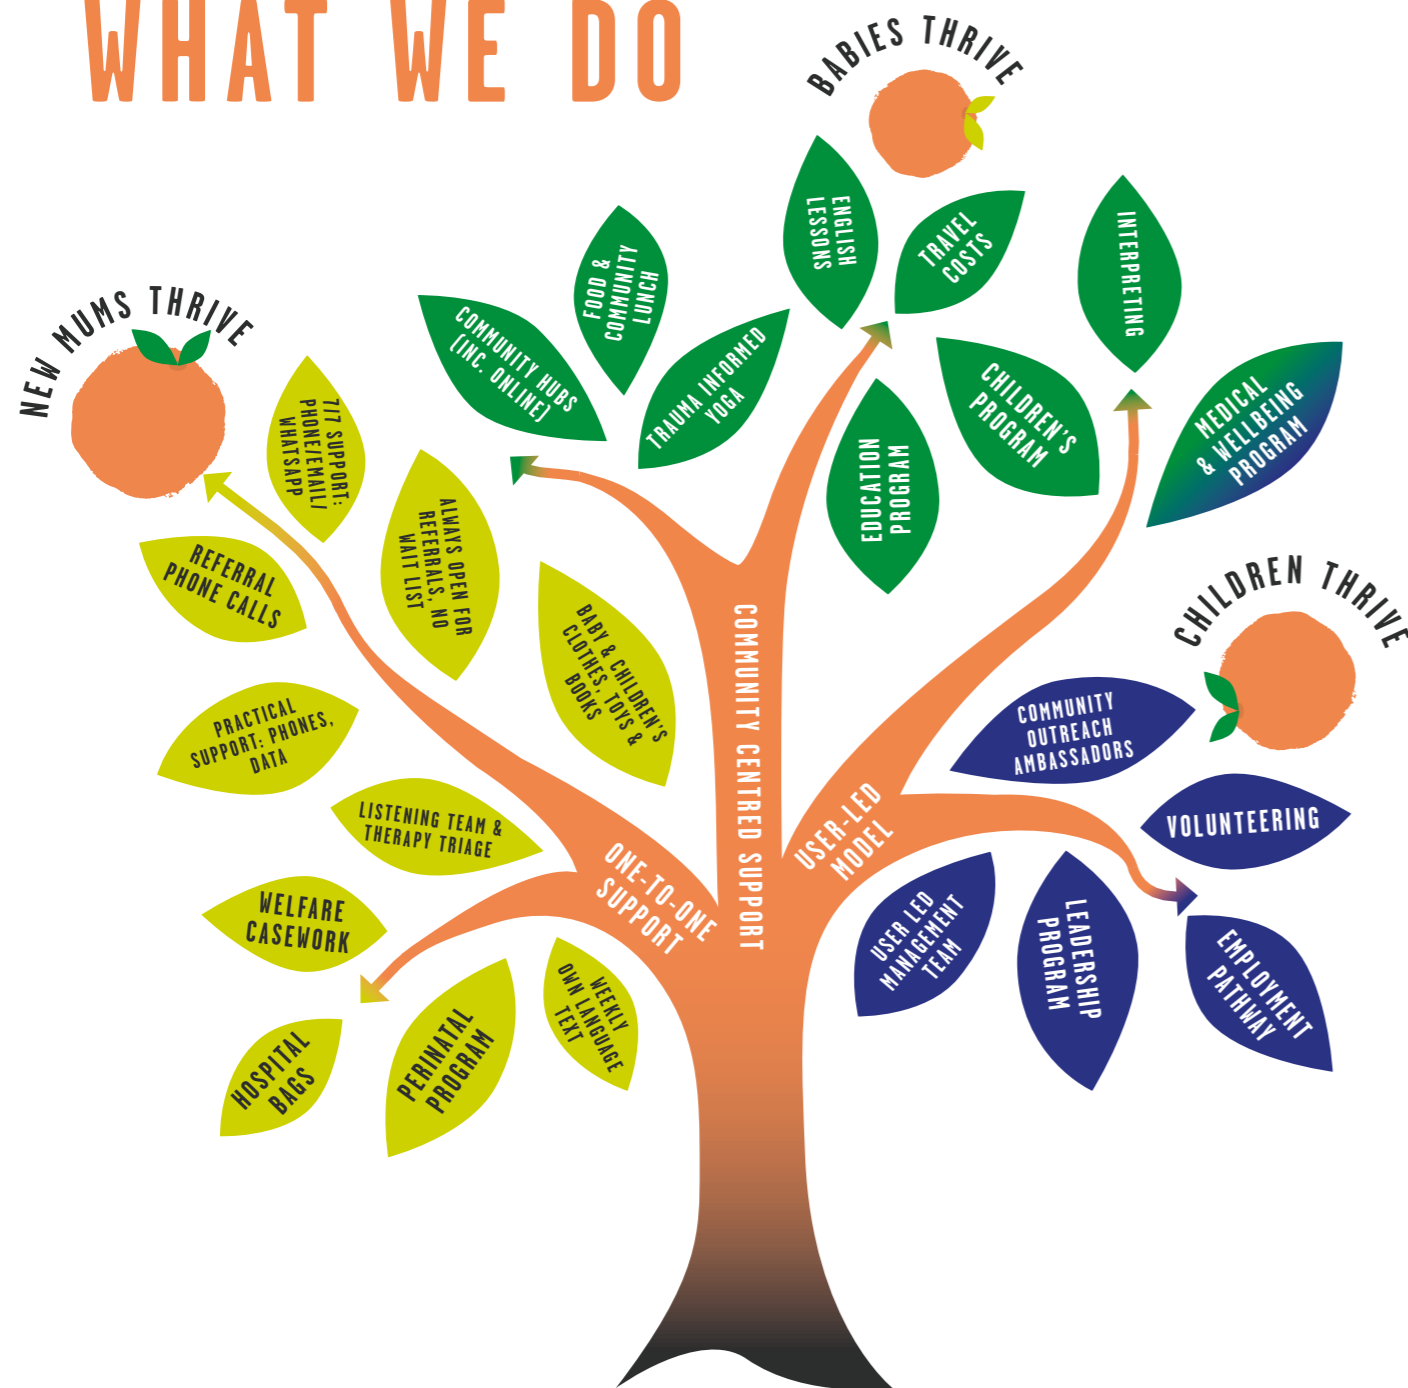 WHAT WE DO
BABIES THRIVE
NEW MUMS THRIVE
CHILDREN THRIVE
ENGLISH
LESSONS
TRAVEL
COSTS
INTERPRETING
FOOD &
COMMUNITY
LUNCH
COMMUNITY HUBS
(INC. ONLINE)
TRAUMA INFORMED
YOGA
EDUCATION
PROGRAM
CHILDREN'S
PROGRAM
MEDICAL
& WELLBEING
PROGRAM
7/7 SUPPORT:
PHONE/EMAIL/
WHATSAPP
ALWAYS OPEN FOR
REFERRALS, NO
WAIT LIST
REFERRAL
PHONE CALLS
BABY & CHILDREN'S
CLOTHES, TOYS &
BOOKS
PRACTICAL
SUPPORT: PHONES,
DATA
LISTENING TEAM &
THERAPY TRIAGE
WELFARE
CASEWORK
HOSPITAL
BAGS
PERINATAL
PROGRAM
WEEKLY
OWN LANGUAGE
TEXT
ONE-TO-ONE
SUPPORT
COMMUNITY CENTRED SUPPORT
USER-LED
MODEL
COMMUNITY
OUTREACH
AMBASSADORS
VOLUNTEERING
USER LED
MANAGEMENT
TEAM
LEADERSHIP
PROGRAM
EMPLOYMENT
PATHWAY